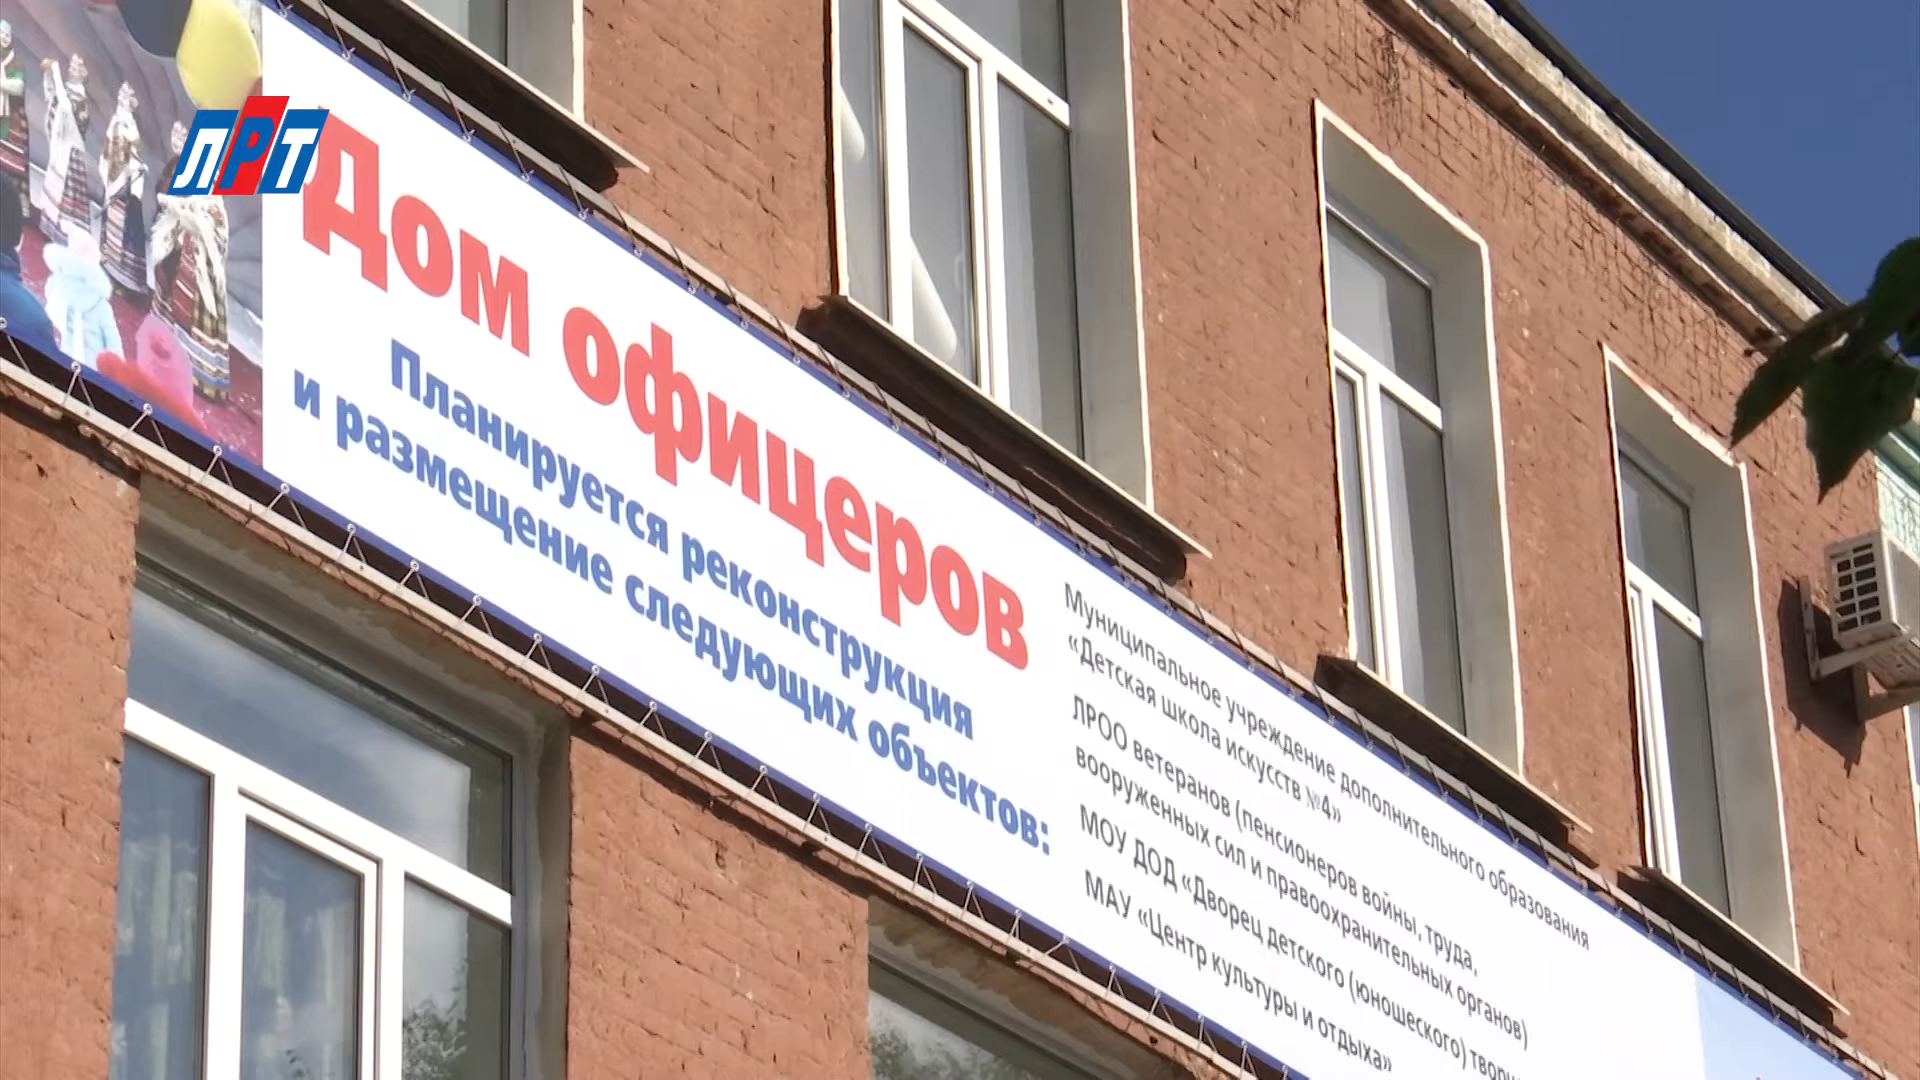 ЛРТ
Дом офицеров
Планируется реконструкция
и размещение следующих объектов:
Муниципальное учреждение дополнительного образования
«Детская школа искусств №4»
ЛРОО ветеранов (пенсионеров войны, труда,
вооруженных сил и правоохранительных органов)
МОУ ДОД «Дворец детского (юношеского)
МАУ «Центр культуры и отдыха»